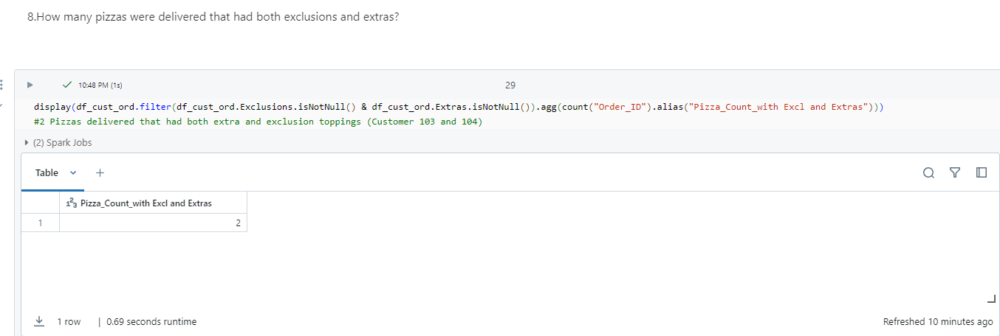 8.How many pizzas were delivered that had both exclusions and extras?
10:48 PM (1s)
29
display(df_cust_ord.filter(df_cust_ord.Exclusions.isNotNull() & df_cust_ord.Extras.isNotNull()).agg(count("Order_ID").alias("Pizza_Count_with Excl and Extras")))
#2 Pizzas delivered that had both extra and exclusion toppings (Customer 103 and 104)
(2) Spark Jobs
Table
123 Pizza_Count_with Excl and Extras
1 2
1 row | 0.69 seconds runtime
Refreshed 10 minutes ago